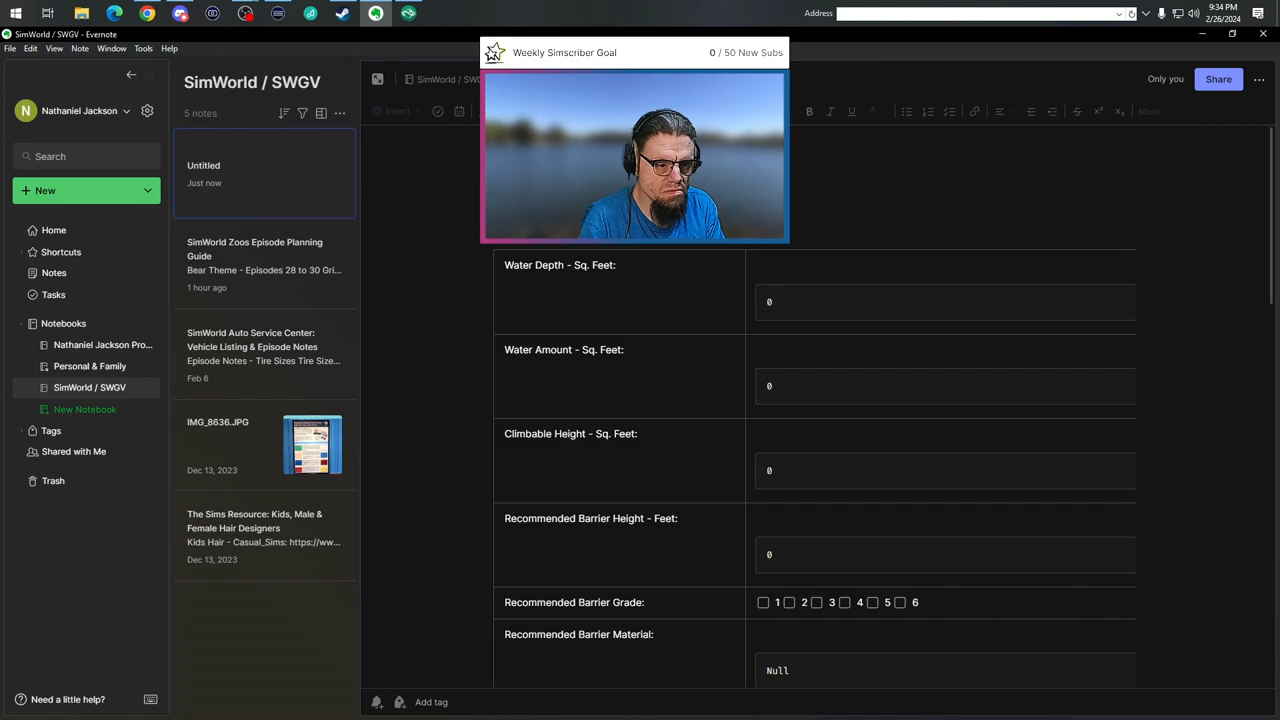 Address
9:34 PM
2/26/2024
SimWorld / SWGV - Evernote
File Edit View Note Window Tools Help
Weekly Simscriber Goal 0 / 50 New Subs
N Nathaniel Jackson
Search
New
Home
Shortcuts
Notes
Tasks
Notebooks
Nathaniel Jackson Pro...
Personal & Family
SimWorld / SWGV
New Notebook
Tags
Shared with Me
Trash
Need a little help?
SimWorld / SWGV
5 notes
Untitled
Just now
SimWorld Zoos Episode Planning
Guide
Bear Theme - Episodes 28 to 30 Gri...
1 hour ago
SimWorld Auto Service Center:
Vehicle Listing & Episode Notes
Episode Notes - Tire Sizes Tire Size...
Feb 6
IMG_8636.JPG
Dec 13, 2023
The Sims Resource: Kids, Male &
Female Hair Designers
Kids Hair - Casual_Sims: https://ww...
Dec 13, 2023
SimWorld / SWG
Only you Share
Insert
B I U A
More
Water Depth - Sq. Feet:
0
Water Amount - Sq. Feet:
0
Climbable Height - Sq. Feet:
0
Recommended Barrier Height - Feet:
0
Recommended Barrier Grade: 1 2 3 4 5 6
Recommended Barrier Material:
Null
Add tag